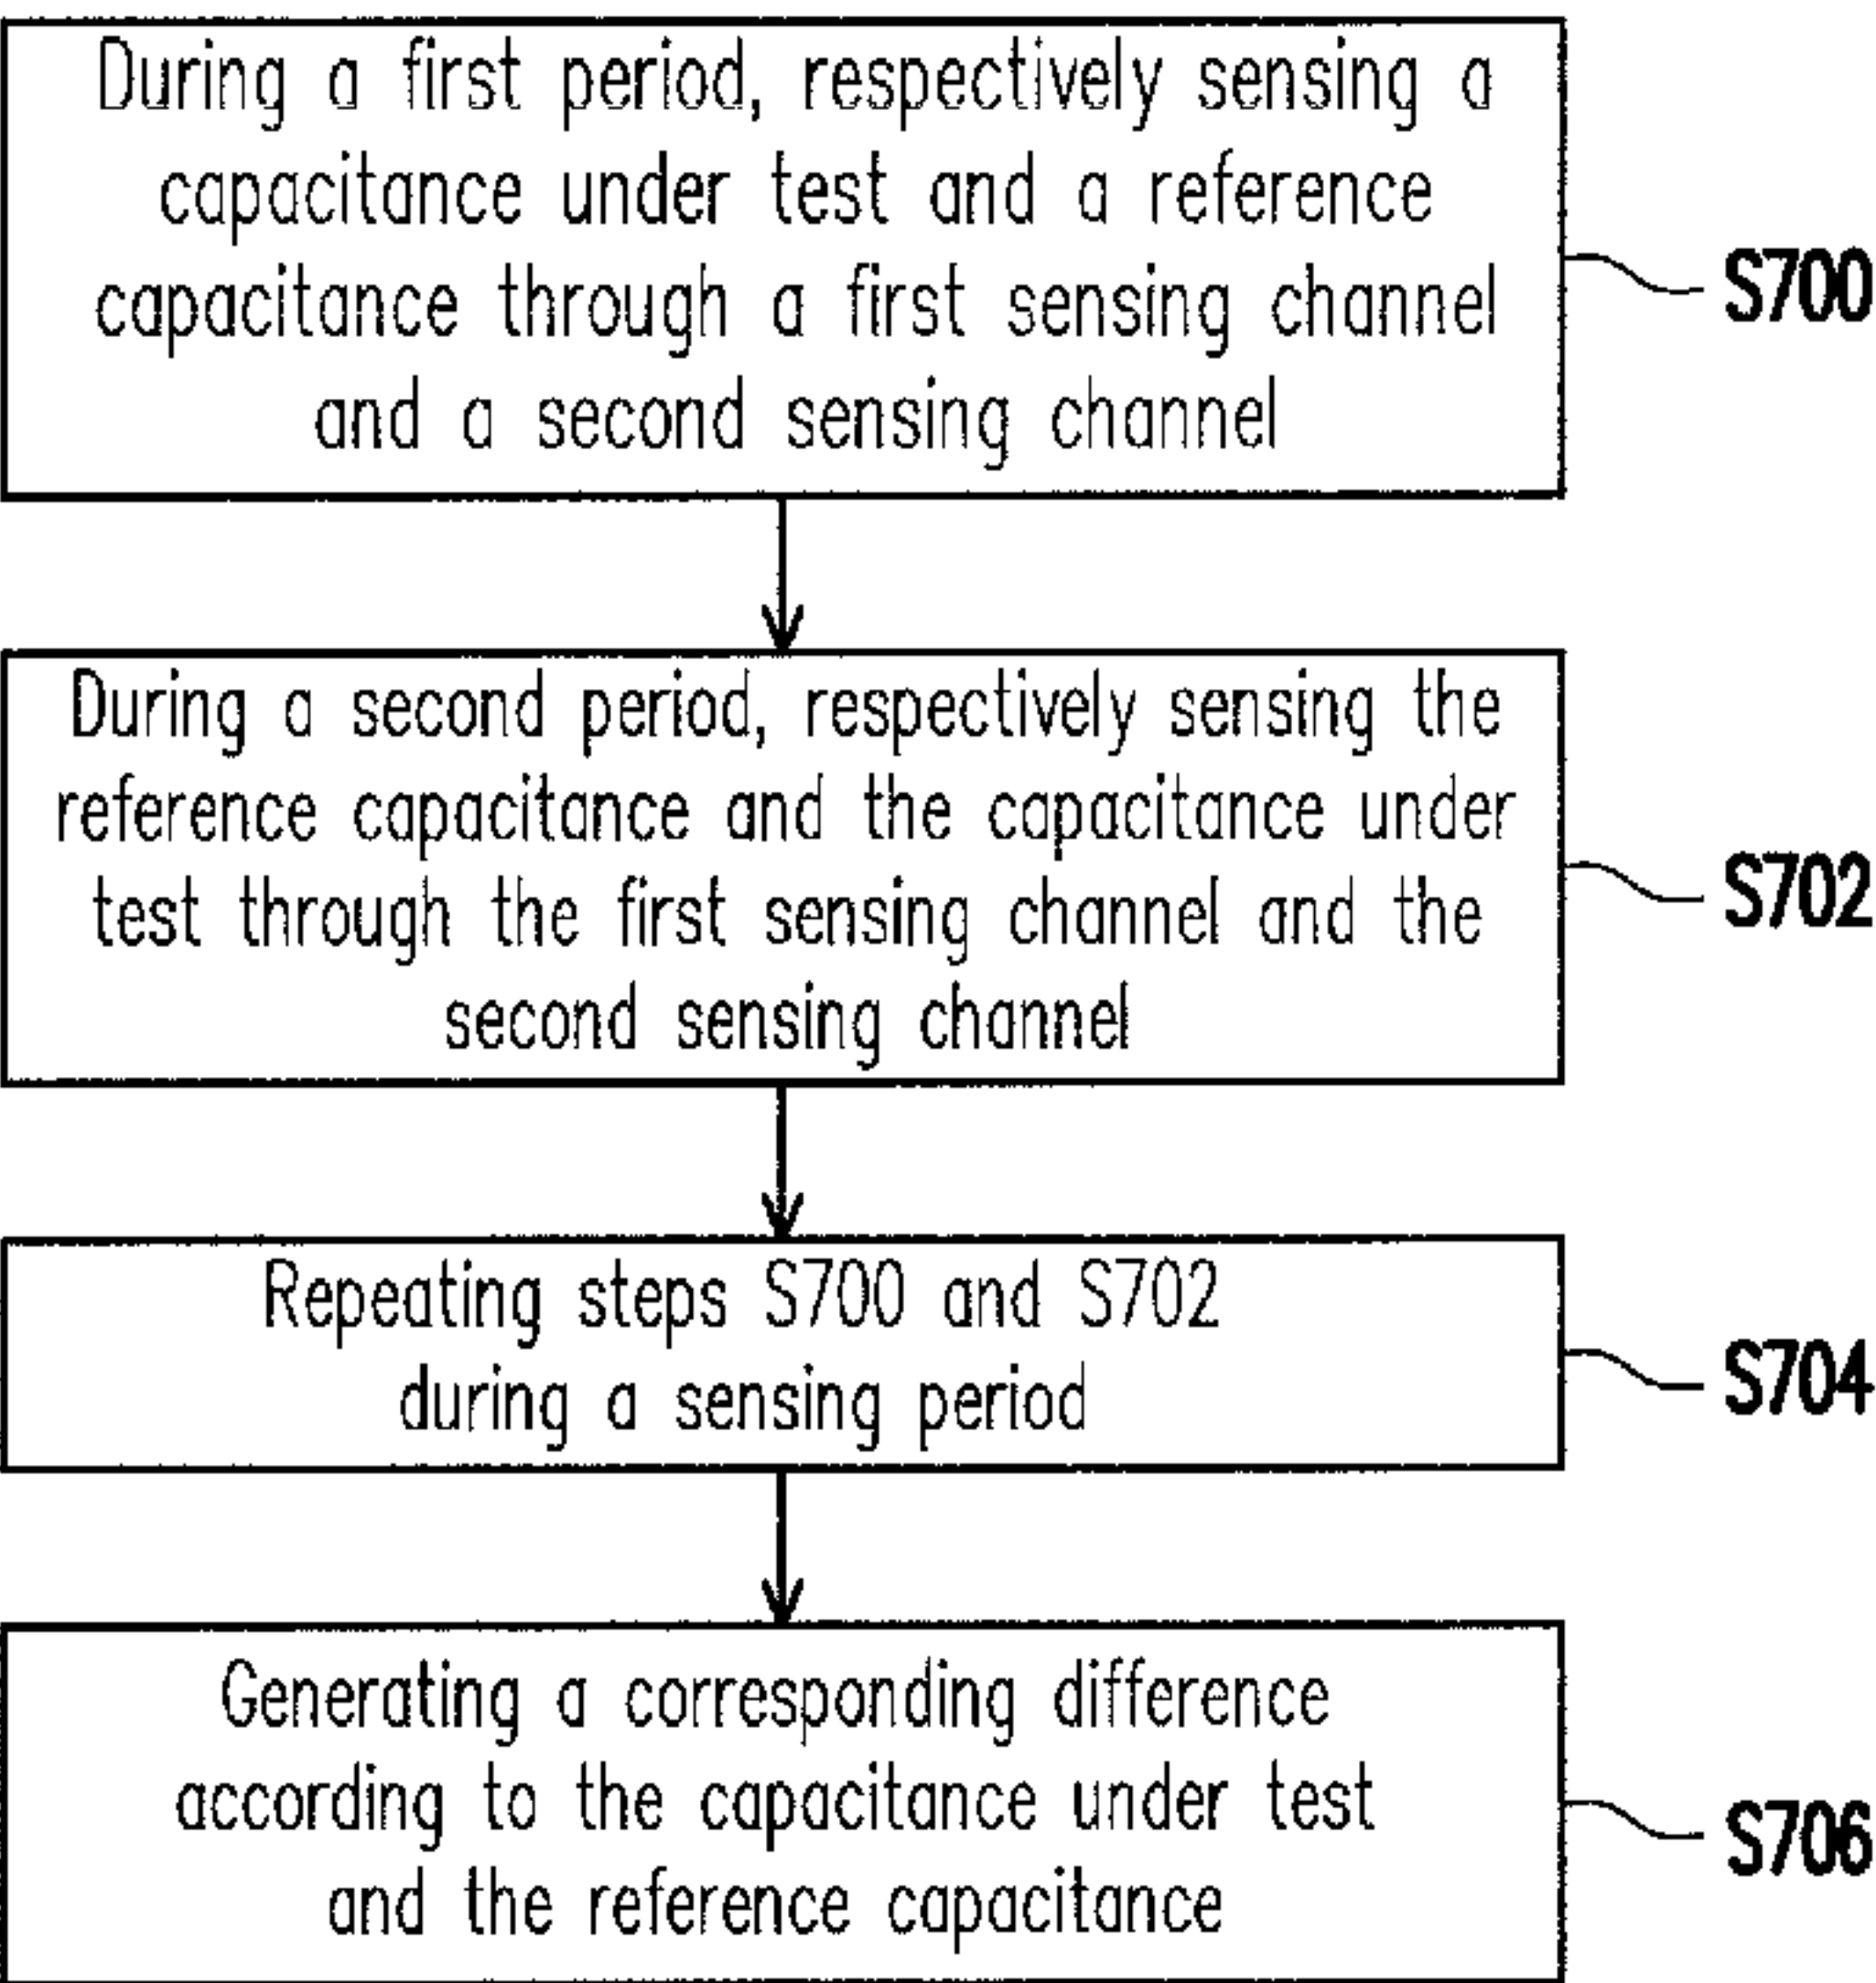 During a first period, respectively sensing a
capacitance under test and a reference
capacitance through a first sensing channel
and a second sensing channel
S700
During a second period, respectively sensing the
reference capacitance and the capacitance under
test through the first sensing channel and the
second sensing channel
S702
Repeating steps S700 and S702
during a sensing period
S704
Generating a corresponding difference
according to the capacitance under test
and the reference capacitance
S706